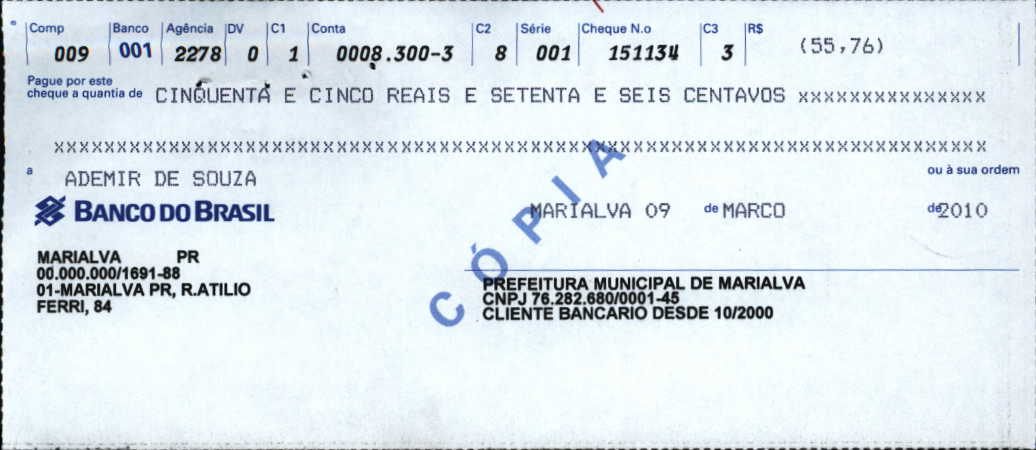 Comp Banco Agência DV C1 Conta C2 Série Cheque N.o C3 R$
009 001 2278 0 1 0008.300-3 8 001 151134 3 (55,76)
Pague por este
cheque a quantia de CINQUENTA E CINCO REAIS E SETENTA E SEIS CENTAVOS xxxxxxxxxxxxxxx
xxxxxxxxxxxxxxxxxxxxxxxxxxxxxxxxxxxxxxxxxxxxxxxxxxxxxxxxxxxxxxxxxxxxxxxxxxxxxxxxxxxxxxxxx
a ADEMIR DE SOUZA ou à sua ordem
BANCO DO BRASIL
MARIALVA 09 de MARCO de 2010
CÓPIA
MARIALVA PR
00.000.000/1691-88
01-MARIALVA PR, R.ATILIO
FERRI, 84
PREFEITURA MUNICIPAL DE MARIALVA
CNPJ 76.282.680/0001-45
CLIENTE BANCARIO DESDE 10/2000